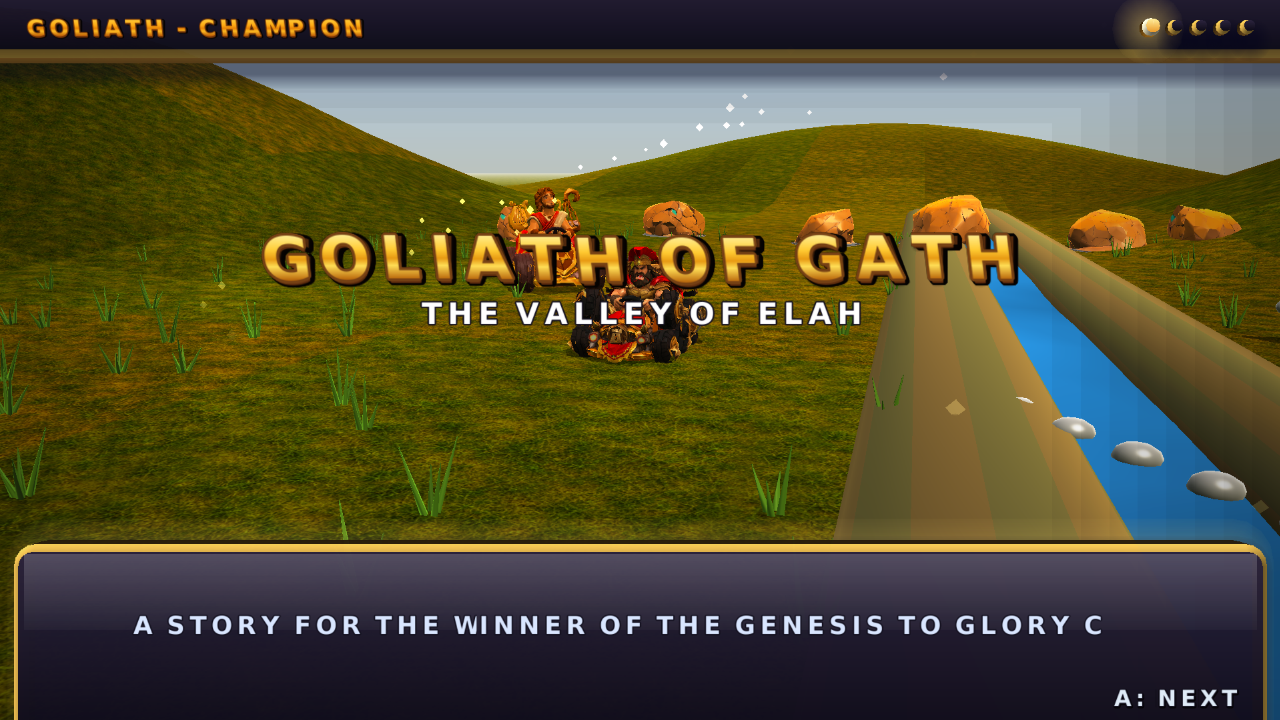 GOLIATH - CHAMPION
GOLIATH OF GATH
THE VALLEY OF ELAH
A STORY FOR THE WINNER OF THE GENESIS TO GLORY C
A: NEXT